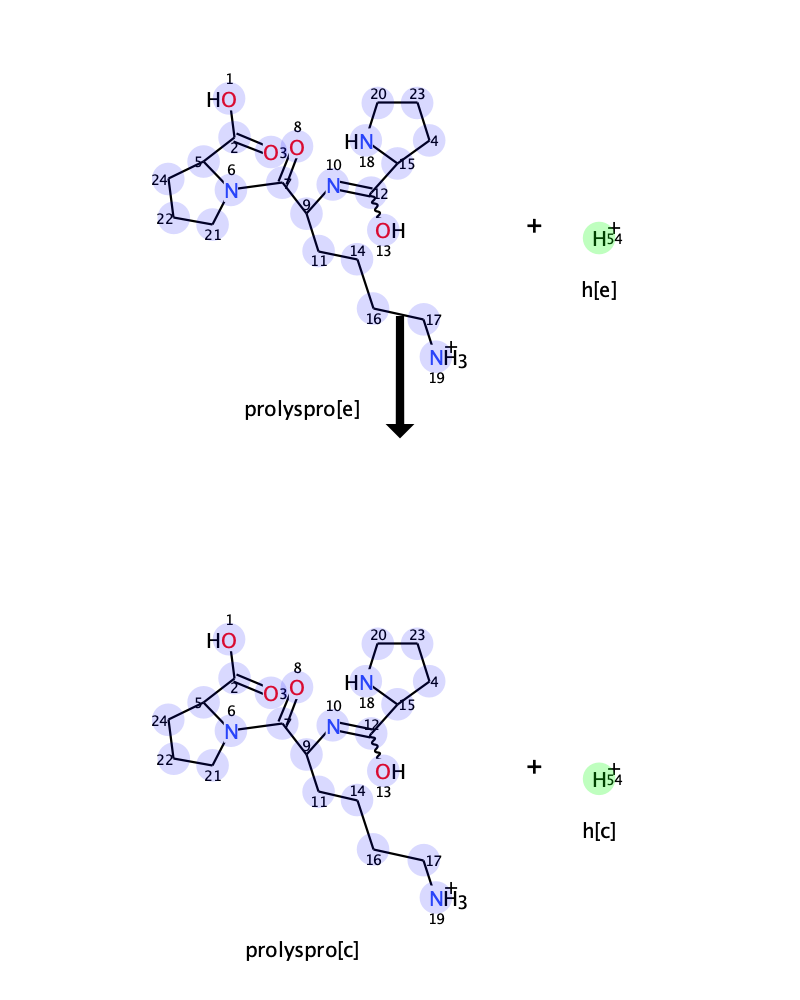 1
HO
8
20 23
2
O3 O
HN 4
5 6 10 18 15
24 N 7 N 12
9 OH
22 21 13
11 14
+ H+ 54
h[e]
16 17
NH3+
19
prolyspro[e]
1
HO
8
20 23
2
O3 O
HN 4
5 6 10 18 15
24 N 7 N 12
9 OH
22 21 13
11 14
+ H+ 54
h[c]
16 17
NH3+
19
prolyspro[c]